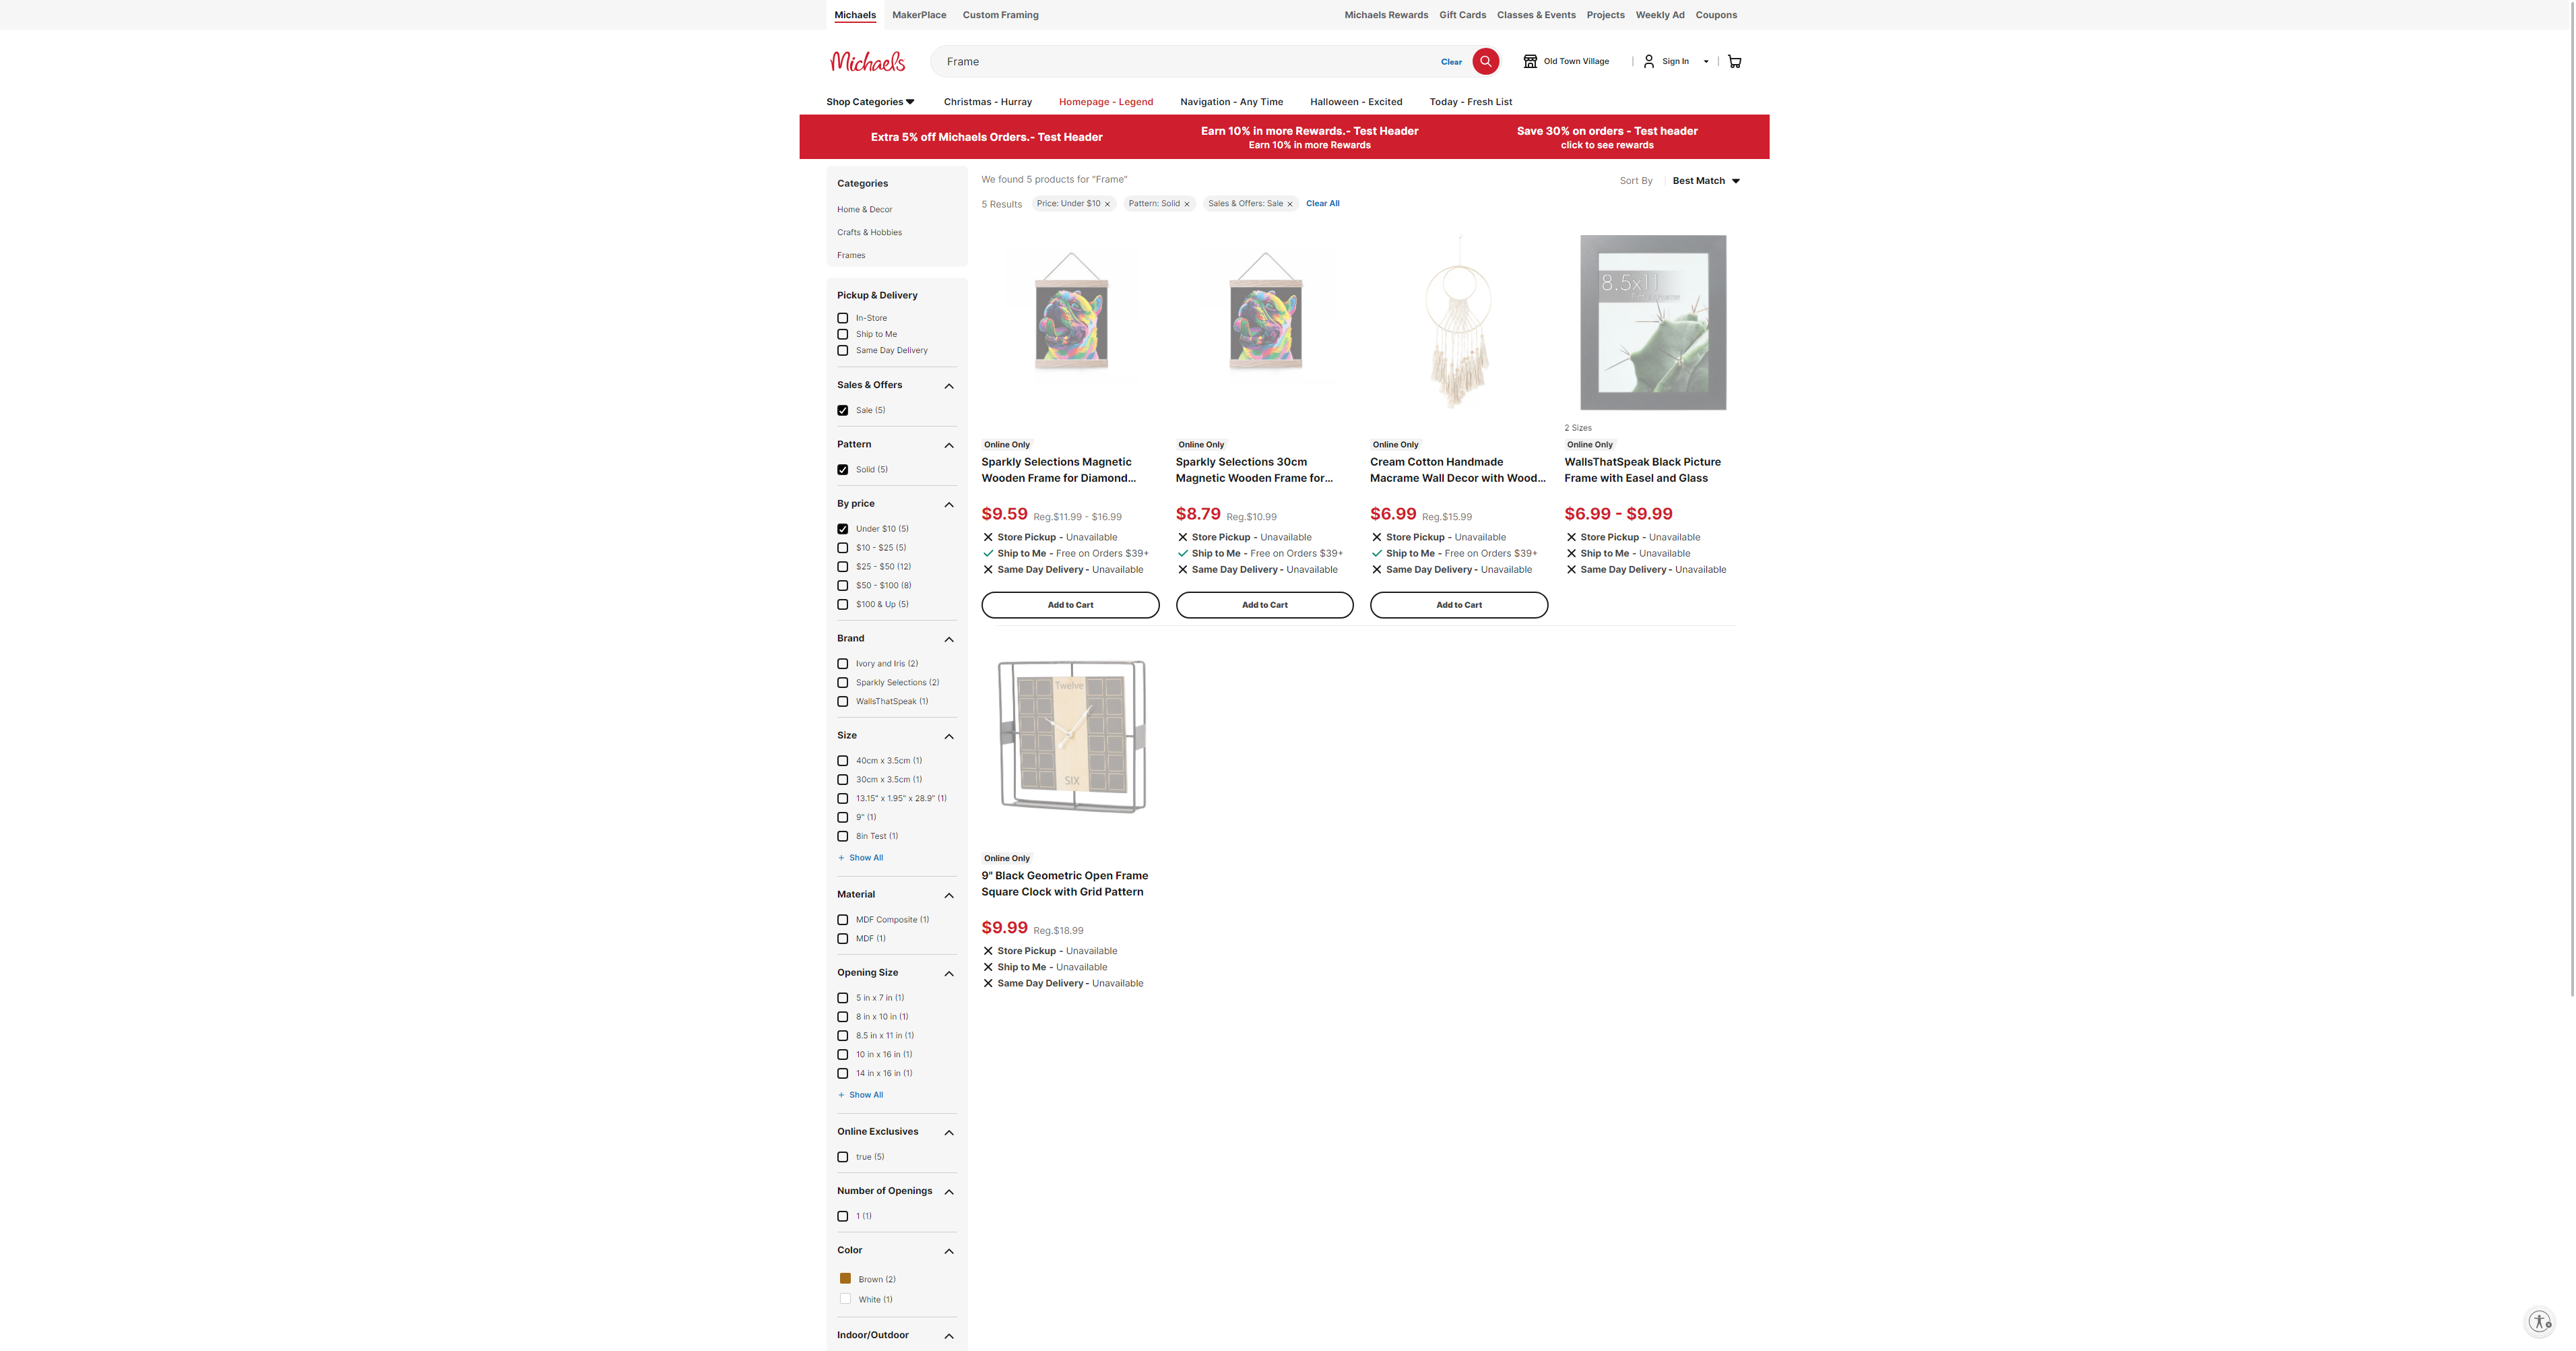 Michaels MakerPlace Custom Framing Michaels Rewards Gift Cards Classes & Events Projects Weekly Ad Coupons
Michaels Frame Clear Old Town Village | Sign In |
Shop Categories Christmas - Hurray Homepage - Legend Navigation - Any Time Halloween - Excited Today - Fresh List
Extra 5% off Michaels Orders.- Test Header
Earn 10% in more Rewards.- Test Header
Earn 10% in more Rewards
Save 30% on orders - Test header
click to see rewards
Categories
Home & Decor
Crafts & Hobbies
Frames
Pickup & Delivery
In-Store
Ship to Me
Same Day Delivery
Sales & Offers
Sale (5)
Pattern
Solid (5)
By price
Under $10 (5)
$10 - $25 (5)
$25 - $50 (12)
$50 - $100 (8)
$100 & Up (5)
Brand
Ivory and Iris (2)
Sparkly Selections (2)
WallsThatSpeak (1)
Size
40cm x 3.5cm (1)
30cm x 3.5cm (1)
13.15" x 1.95" x 28.9" (1)
9" (1)
8in Test (1)
+ Show All
Material
MDF Composite (1)
MDF (1)
Opening Size
5 in x 7 in (1)
8 in x 10 in (1)
8.5 in x 11 in (1)
10 in x 16 in (1)
14 in x 16 in (1)
+ Show All
Online Exclusives
true (5)
Number of Openings
1 (1)
Color
Brown (2)
White (1)
Indoor/Outdoor
We found 5 products for "Frame"
Sort By Best Match
5 Results Price: Under $10 × Pattern: Solid × Sales & Offers: Sale × Clear All
Online Only
Sparkly Selections Magnetic
Wooden Frame for Diamond...
$9.59 Reg.$11.99 - $16.99
Store Pickup - Unavailable
Ship to Me - Free on Orders $39+
Same Day Delivery - Unavailable
Add to Cart
Online Only
Sparkly Selections 30cm
Magnetic Wooden Frame for...
$8.79 Reg.$10.99
Store Pickup - Unavailable
Ship to Me - Free on Orders $39+
Same Day Delivery - Unavailable
Add to Cart
Online Only
Cream Cotton Handmade
Macrame Wall Decor with Wood...
$6.99 Reg.$15.99
Store Pickup - Unavailable
Ship to Me - Free on Orders $39+
Same Day Delivery - Unavailable
Add to Cart
8.5x11
2 Sizes
Online Only
WallsThatSpeak Black Picture
Frame with Easel and Glass
$6.99 - $9.99
Store Pickup - Unavailable
Ship to Me - Unavailable
Same Day Delivery - Unavailable
Twelve
SIX
Online Only
9" Black Geometric Open Frame
Square Clock with Grid Pattern
$9.99 Reg.$18.99
Store Pickup - Unavailable
Ship to Me - Unavailable
Same Day Delivery - Unavailable